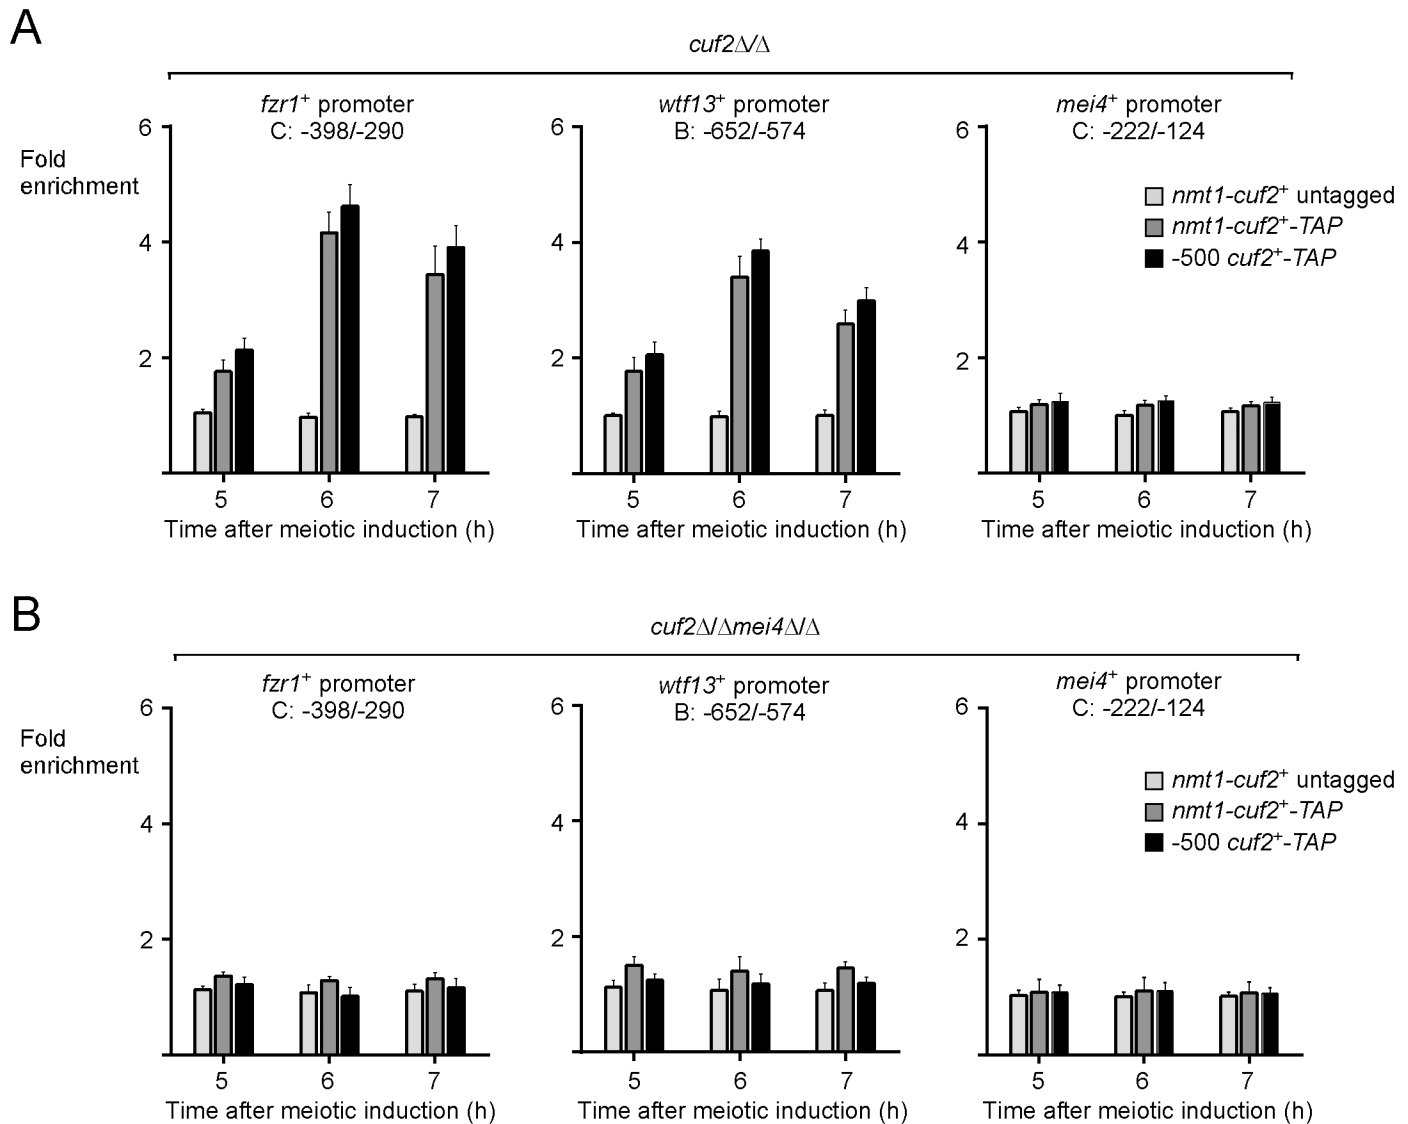 A
cuf2Δ/Δ
fzr1+ promoter
C: -398/-290
wtf13+ promoter
B: -652/-574
mei4+ promoter
C: -222/-124
Fold
enrichment
6
4
2
6
4
2
6
4
2
nmt1-cuf2+ untagged
nmt1-cuf2+-TAP
-500 cuf2+-TAP
5 6 7
5 6 7
5 6 7
Time after meiotic induction (h)
Time after meiotic induction (h)
Time after meiotic induction (h)
B
cuf2Δ/Δmei4Δ/Δ
fzr1+ promoter
C: -398/-290
wtf13+ promoter
B: -652/-574
mei4+ promoter
C: -222/-124
Fold
enrichment
6
4
2
6
4
2
6
4
2
nmt1-cuf2+ untagged
nmt1-cuf2+-TAP
-500 cuf2+-TAP
5 6 7
5 6 7
5 6 7
Time after meiotic induction (h)
Time after meiotic induction (h)
Time after meiotic induction (h)